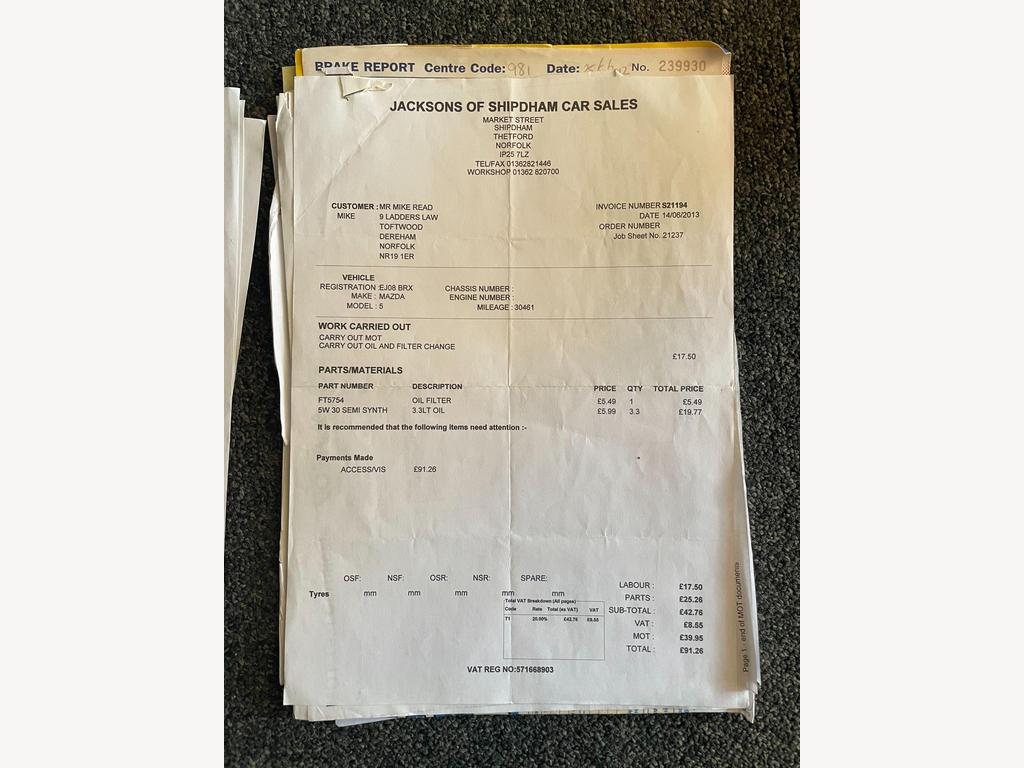 BRAKE REPORT Centre Code: 981 Date: No. 239930
JACKSONS OF SHIPDHAM CAR SALES
MARKET STREET
SHIPDHAM
THETFORD
NORFOLK
IP25 7LZ
TEL/FAX 01362821446
WORKSHOP 01362 820700
CUSTOMER : MR MIKE READ
MIKE 9 LADDERS LAW
TOFTWOOD
DEREHAM
NORFOLK
NR19 1ER
INVOICE NUMBER S21194
DATE 14/06/2013
ORDER NUMBER
Job Sheet No. 21237
VEHICLE
REGISTRATION :EJ08 BRX CHASSIS NUMBER :
MAKE : MAZDA ENGINE NUMBER :
MODEL : 5 MILEAGE : 30461
WORK CARRIED OUT
CARRY OUT MOT
CARRY OUT OIL AND FILTER CHANGE
£17.50
PARTS/MATERIALS
PART NUMBER DESCRIPTION PRICE QTY TOTAL PRICE
FT5754 OIL FILTER £5.49 1 £5.49
5W 30 SEMI SYNTH 3.3LT OIL £5.99 3.3 £19.77
It is recommended that the following items need attention :-
Payments Made
ACCESS/VIS £91.26
OSF: NSF: OSR: NSR: SPARE:
Tyres mm mm mm mm mm
Total VAT Breakdown (All pages)
Code Rate Total (ex VAT) VAT
T1 20.00% £42.76 £8.55
LABOUR : £17.50
PARTS : £25.26
SUB-TOTAL : £42.76
VAT : £8.55
MOT : £39.95
TOTAL : £91.26
VAT REG NO:571668903
Page 1 - end of MOT documents